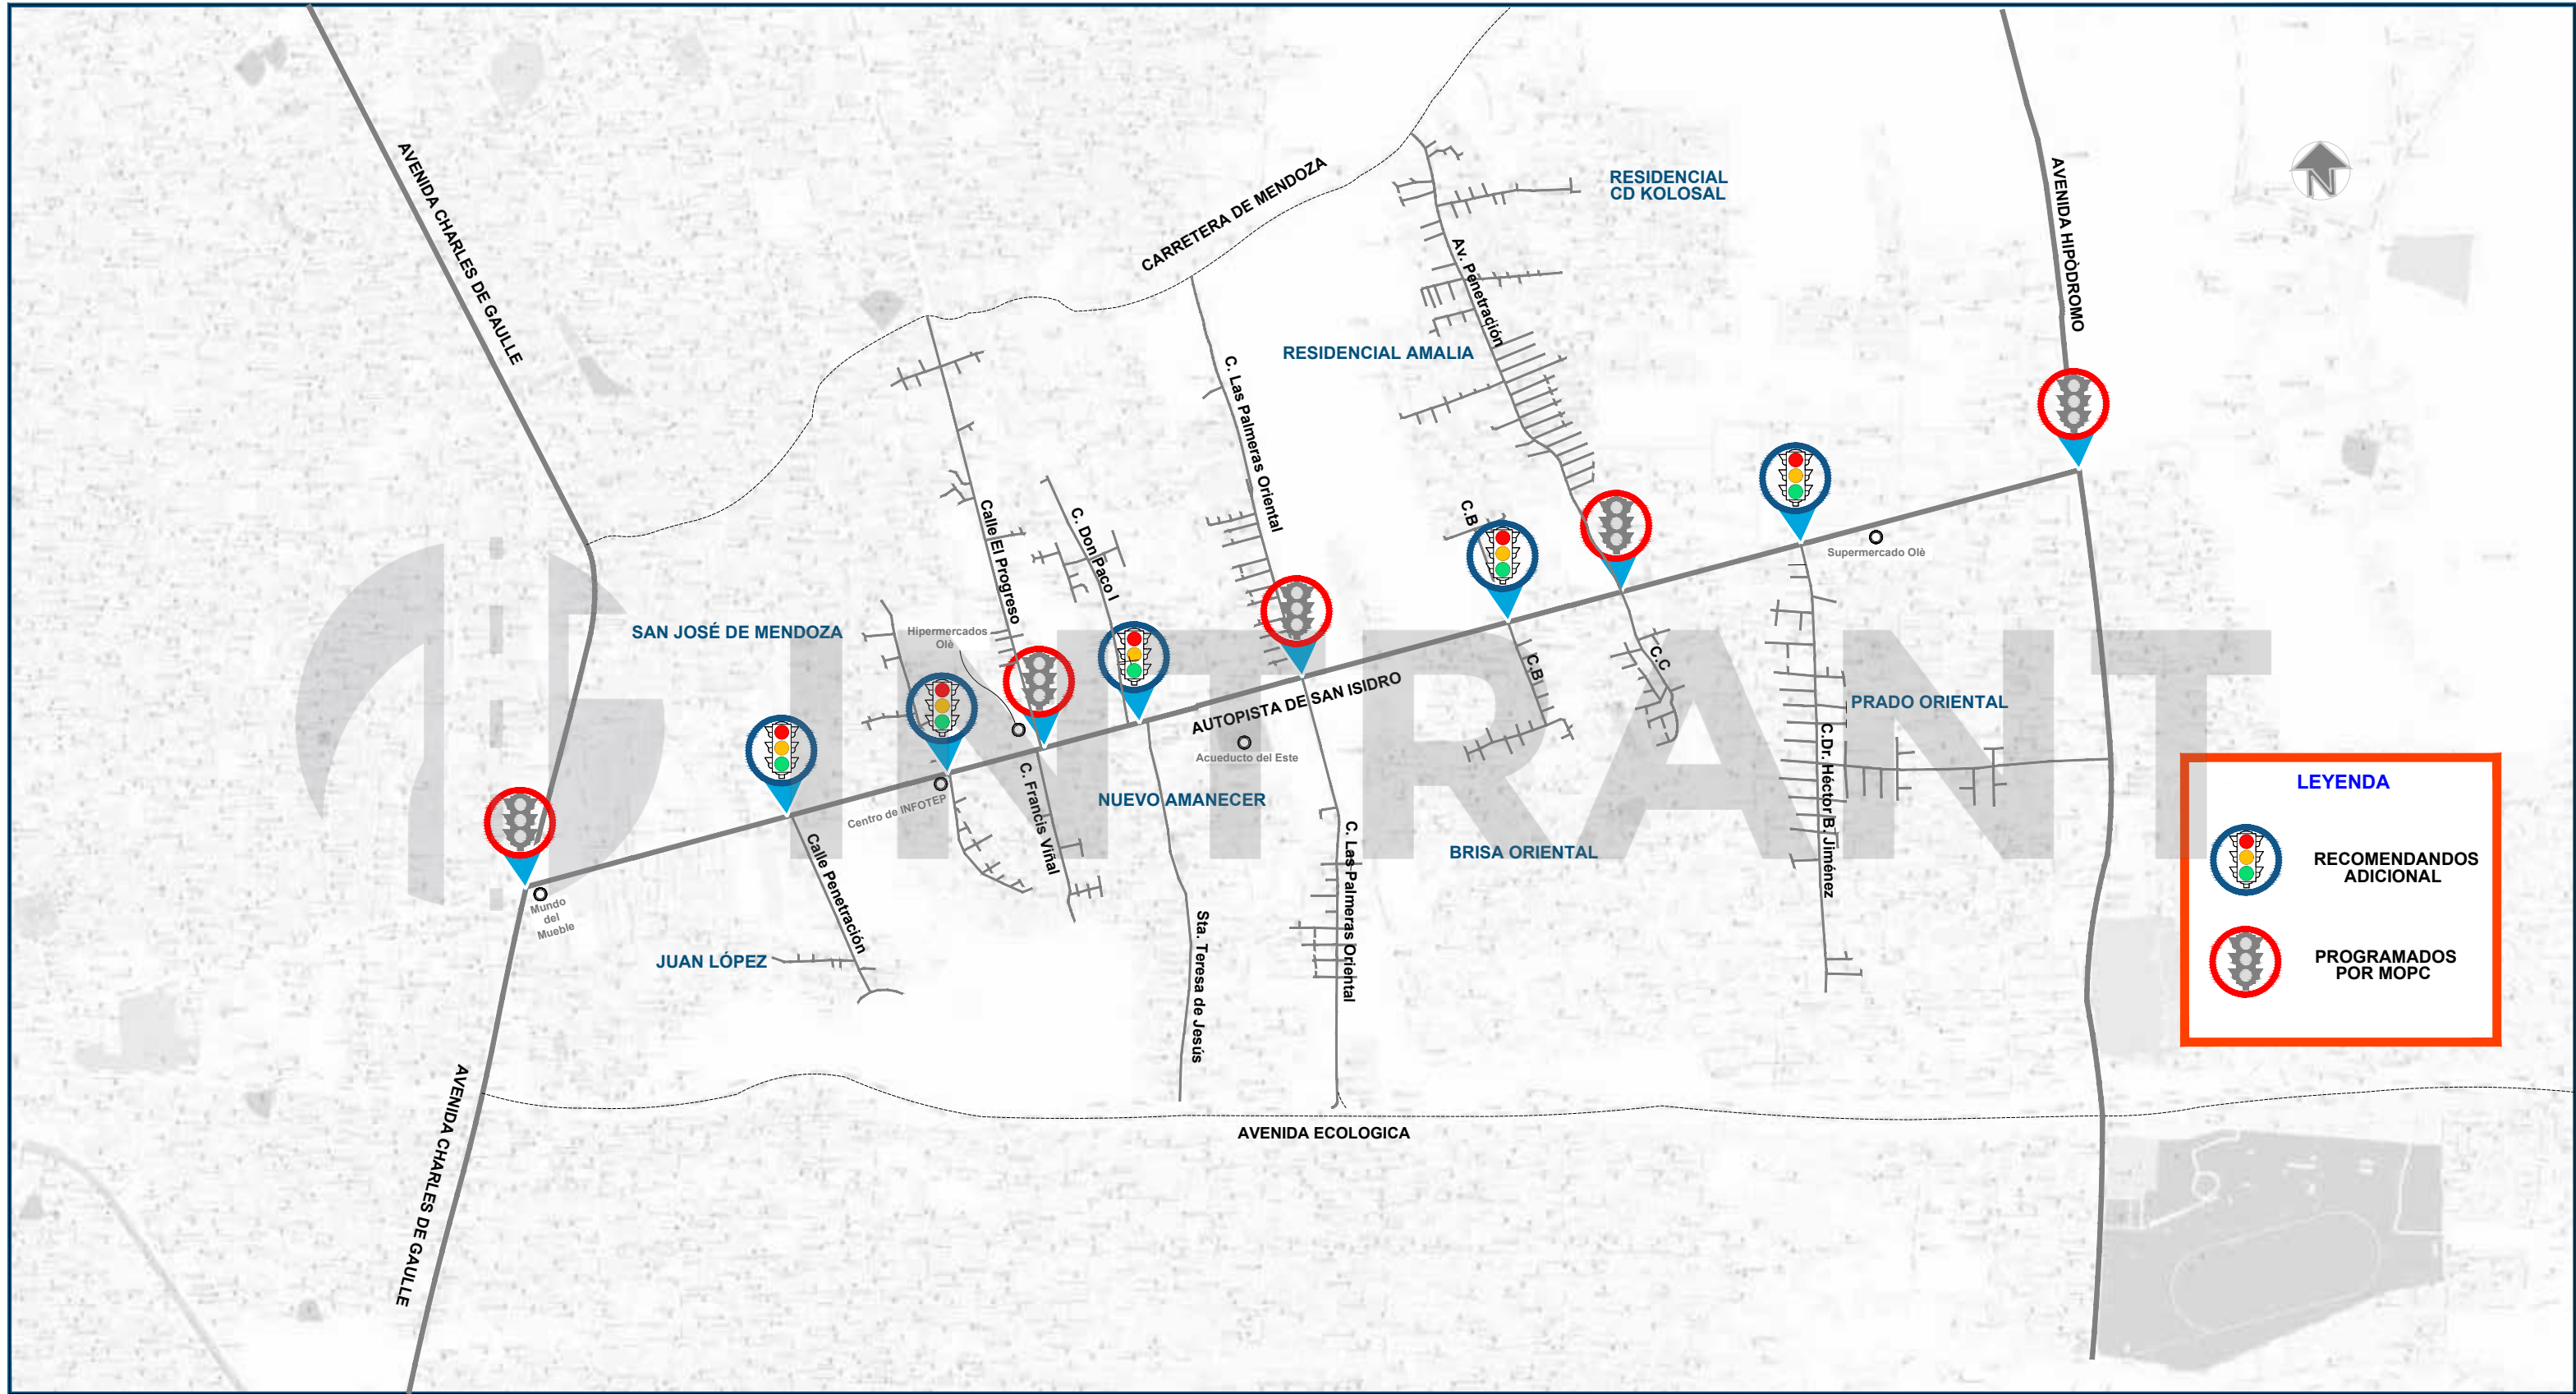 AVENIDA CHARLES DE GAULLE
CARRETERA DE MENDOZA
RESIDENCIAL
CD KOLOSAL
AVENIDA HIPÒDROMO
N
Av. Penetración
RESIDENCIAL AMALIA
C. Las Palmeras Oriental
Calle El Progreso
C. Don Paco I
C.B
SAN JOSÉ DE MENDOZA
Hipermercados
Olè
Supermercado Olè
C.B
C.C
AUTOPISTA DE SAN ISIDRO
Acueducto del Este
PRADO ORIENTAL
INTRANT
Centro de INFOTEP
C. Francis Viñal
NUEVO AMANECER
C.Dr. Héctor B. Jiménez
BRISA ORIENTAL
Calle Penetración
C. Las Palmeras Oriental
Mundo
del
Mueble
JUAN LÓPEZ
Sta. Teresa de Jesús
AVENIDA CHARLES DE GAULLE
AVENIDA ECOLOGICA
LEYENDA
RECOMENDANDOS
ADICIONAL
PROGRAMADOS
POR MOPC